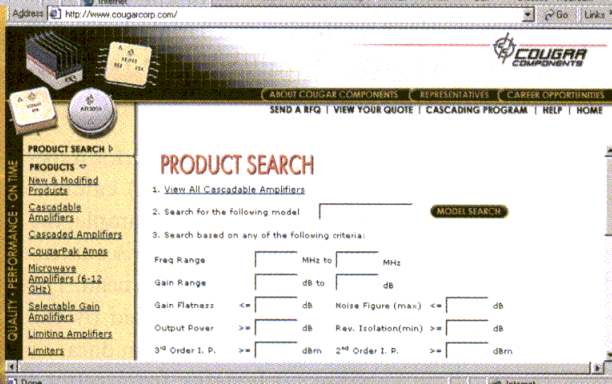 Internet
Address http://www.cougarcorp.com/ Go Links
COUGAR
COMPONENTS
ABOUT COUGAR COMPONENTS REPRESENTATIVES CAREER OPPORTUNITIES
SEND A RFQ | VIEW YOUR QUOTE | CASCADING PROGRAM | HELP | HOME
PRODUCT SEARCH
PRODUCTS
New & Modified
Products
Cascadable
Amplifiers
Cascaded Amplifiers
CougarPak Amps
Microwave
Amplifiers (6-12
GHz)
Selectable Gain
Amplifiers
Limiting Amplifiers
Limiters
QUALITY · PERFORMANCE · ON TIME
PRODUCT SEARCH
1. View All Cascadable Amplifiers
2. Search for the following model MODEL SEARCH
3. Search based on any of the following criteria:
Freq Range MHz to MHz
Gain Range dB to dB
Gain Flatness <= dB Noise Figure (max) <= dB
Output Power >= dB Rev. Isolation(min) >= dB
3rd Order I. P. >= dBm 2nd Order I. P. >= dBm
Done Internet